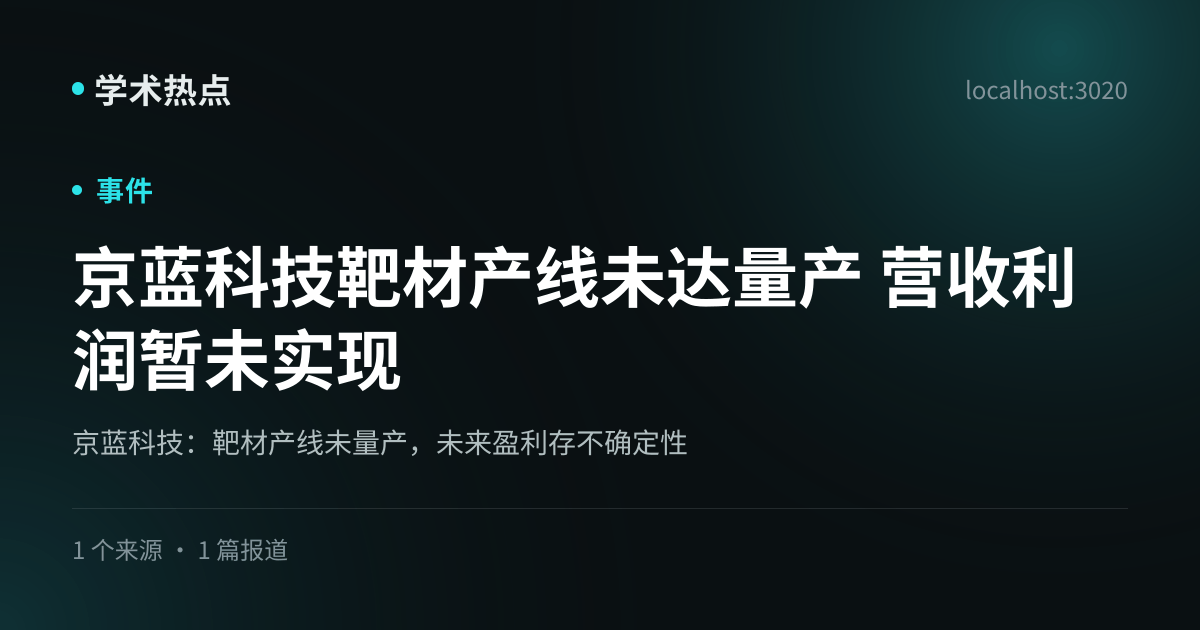 学术热点
localhost:3020
事件
京蓝科技靶材产线未达量产 营收利
润暂未实现
京蓝科技：靶材产线未量产，未来盈利存不确定性
1 个来源 · 1 篇报道